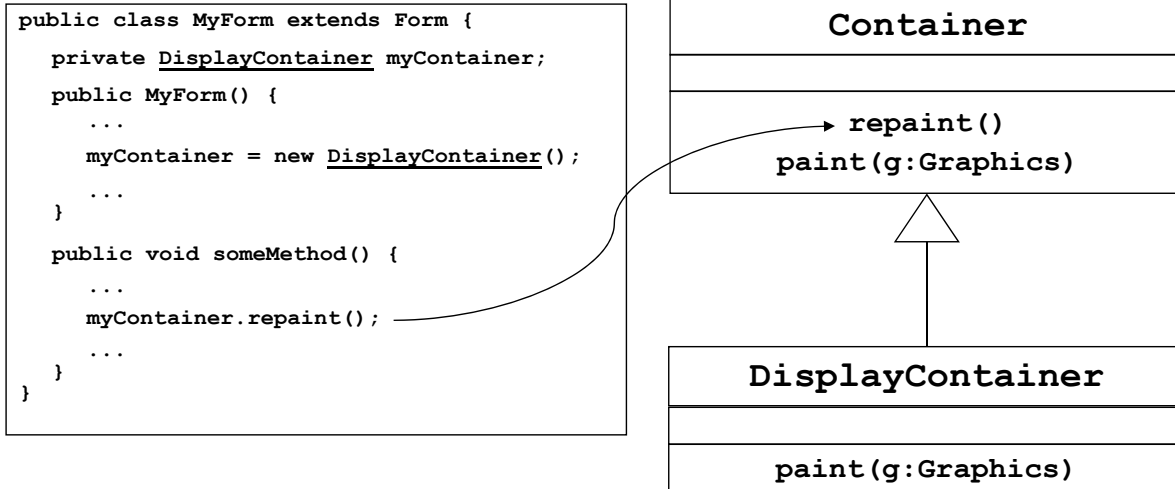 public class MyForm extends Form {
private DisplayContainer myContainer;
public MyForm() {
...
myContainer = new DisplayContainer();
...
}
public void someMethod() {
...
myContainer.repaint();
...
}
}
Container
repaint()
paint(g:Graphics)
DisplayContainer
paint(g:Graphics)